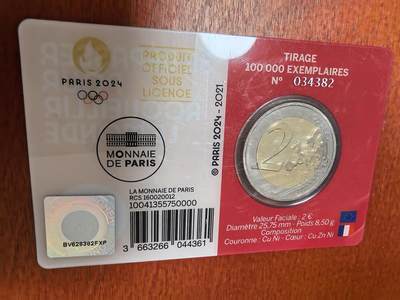 PARIS 2024
PRODUIT
OFFICIEL
SOUS
LICENCE
MONNAIE
DE PARIS
LA MONNAIE DE PARIS
RCS 160020012
10041355750000
3 663266 044361
BV628382FXP
© PARIS 2024 - 2021
TIRAGE
100 000 EXEMPLAIRES
N° 034382
2
Valeur Faciale : 2 €
Diamètre 25,75 mm - Poids 8,50 g
Composition
Couronne : Cu Ni - Cœur : Cu Zn Ni